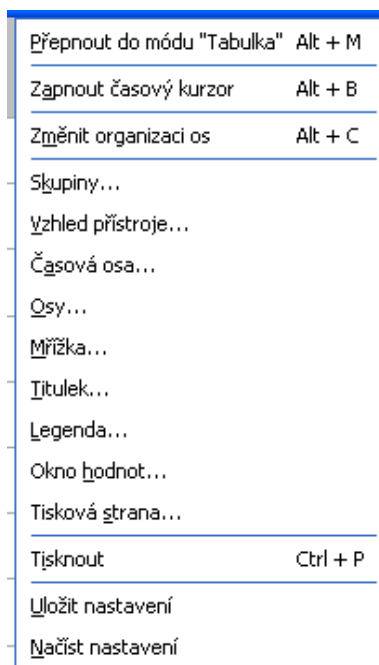 Přepnout do módu "Tabulka" Alt + M
Zapnout časový kurzor Alt + B
Změnit organizaci os Alt + C
Skupiny...
Vzhled přístroje...
Časová osa...
Osy...
Mřížka...
Titulek...
Legenda...
Okno hodnot...
Tisková strana...
Tisknout Ctrl + P
Uložit nastavení
Načíst nastavení